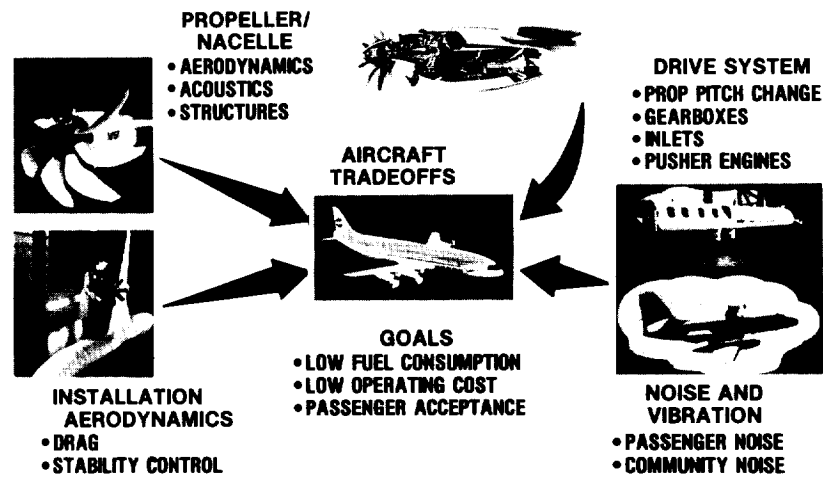 PROPELLER/
NACELLE
• AERODYNAMICS
• ACOUSTICS
• STRUCTURES
DRIVE SYSTEM
• PROP PITCH CHANGE
• GEARBOXES
• INLETS
• PUSHER ENGINES
AIRCRAFT
TRADEOFFS
GOALS
• LOW FUEL CONSUMPTION
• LOW OPERATING COST
• PASSENGER ACCEPTANCE
INSTALLATION
AERODYNAMICS
• DRAG
• STABILITY CONTROL
NOISE AND
VIBRATION
• PASSENGER NOISE
• COMMUNITY NOISE